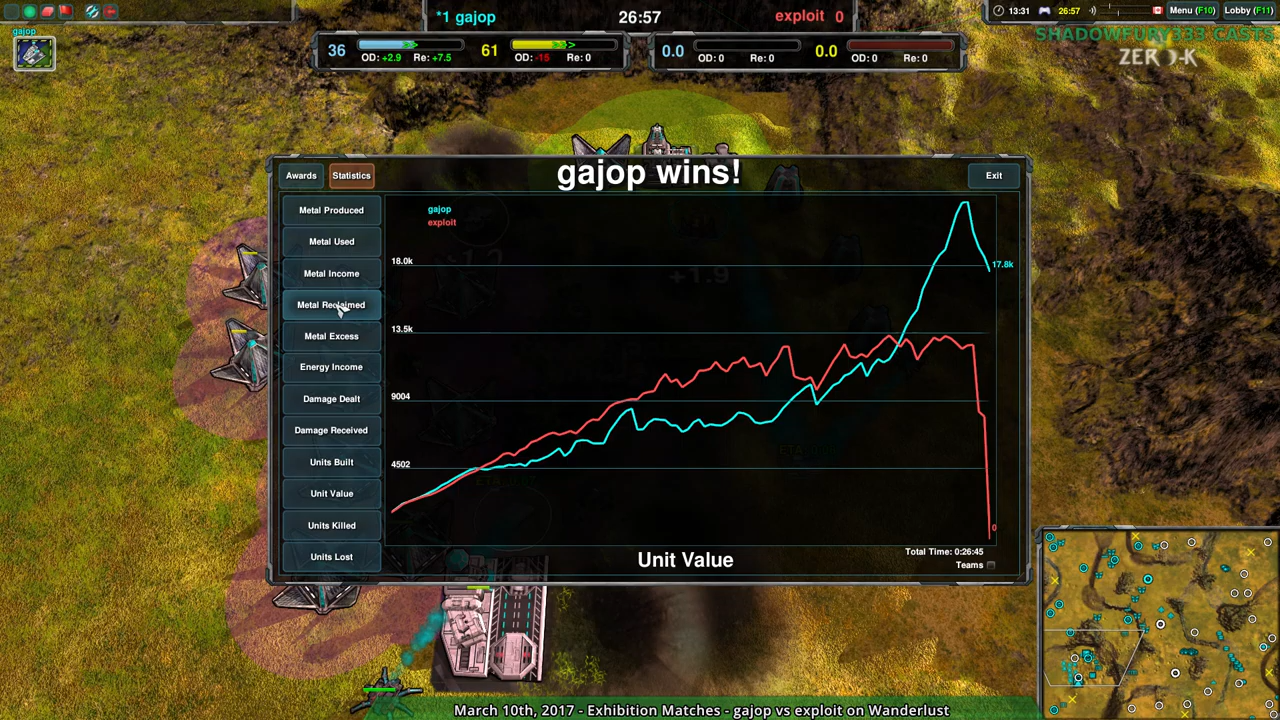 *1 gajop 26:57 exploit 0
13:31 26:57 Menu (F10) Lobby (F11)
gajop
36 OD: +2.9 Re: +7.5
61 OD: -15 Re: 0
0.0 OD: 0 Re: 0
0.0 OD: 0 Re: 0
SHADOWFURY333 CASTS
ZERO-K
Awards Statistics gajop wins! Exit
Metal Produced
Metal Used
Metal Income
Metal Reclaimed
Metal Excess
Energy Income
Damage Dealt
Damage Received
Units Built
Unit Value
Units Killed
Units Lost
gajop
exploit
18.0k
17.8k
13.5k
9004
4502
0
+1.9
Unit Value
Total Time: 0:26:45
Teams
March 10th, 2017 - Exhibition Matches - gajop vs exploit on Wanderlust